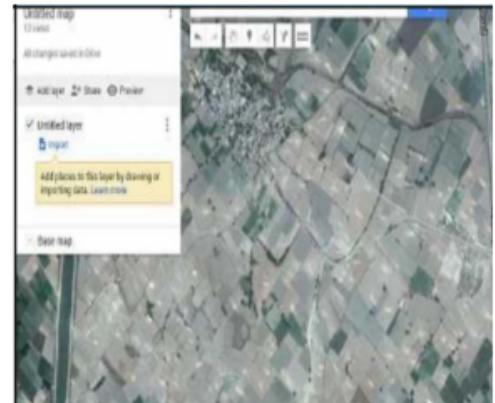 Untitled map
All changes saved in Drive
Add layer Share Preview
Untitled layer
Import
Add places to this layer by drawing or
importing data. Learn more
Base map